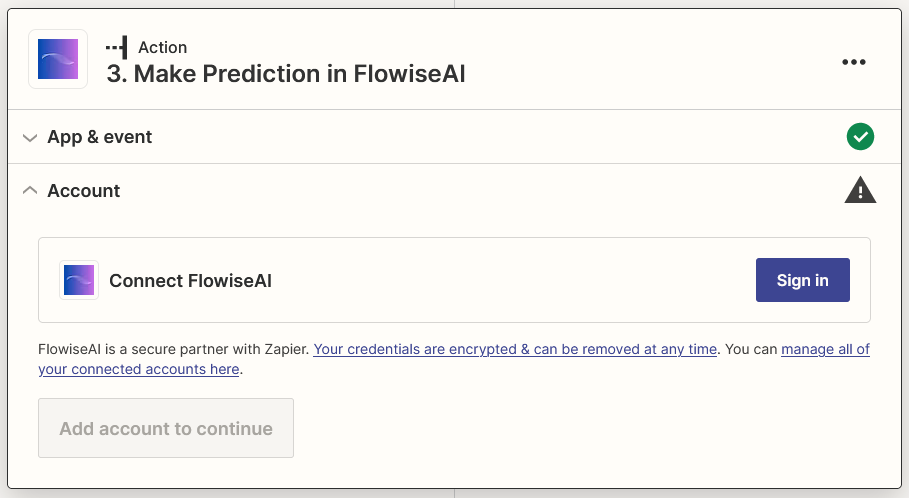 Action
3. Make Prediction in FlowiseAI
App & event
Account
Connect FlowiseAI
Sign in
FlowiseAI is a secure partner with Zapier. Your credentials are encrypted & can be removed at any time. You can manage all of
your connected accounts here.
Add account to continue